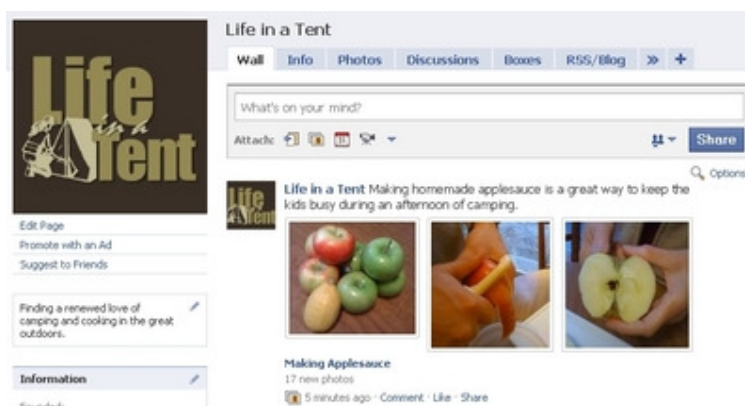 Life in a Tent
Life in a Tent
Wall Info Photos Discussions Boxes RSS/Blog » +
What's on your mind?
Attach:
Share
Options
Edit Page
Promote with an Ad
Suggest to Friends
Finding a renewed love of
camping and cooking in the great
outdoors.
Information
Life in a Tent
Life in a Tent Making homemade applesauce is a great way to keep the
kids busy during an afternoon of camping.
Making Applesauce
17 new photos
5 minutes ago · Comment · Like · Share